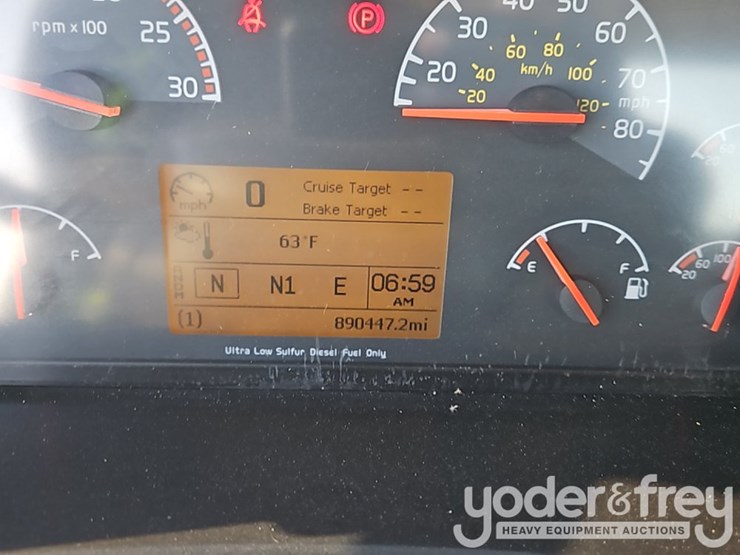 rpm x 100
25
30
P
40 50
30
60
20
70
80
mph
20 40 60 80 100 120
km/h
0
mph
Cruise Target --
Brake Target --
63°F
N N1 E
06:59
AM
(1)
890447.2mi
F
E F
20 60
20 60 100
Ultra Low Sulfur Diesel Fuel Only
yoder&frey
HEAVY EQUIPMENT AUCTIONS